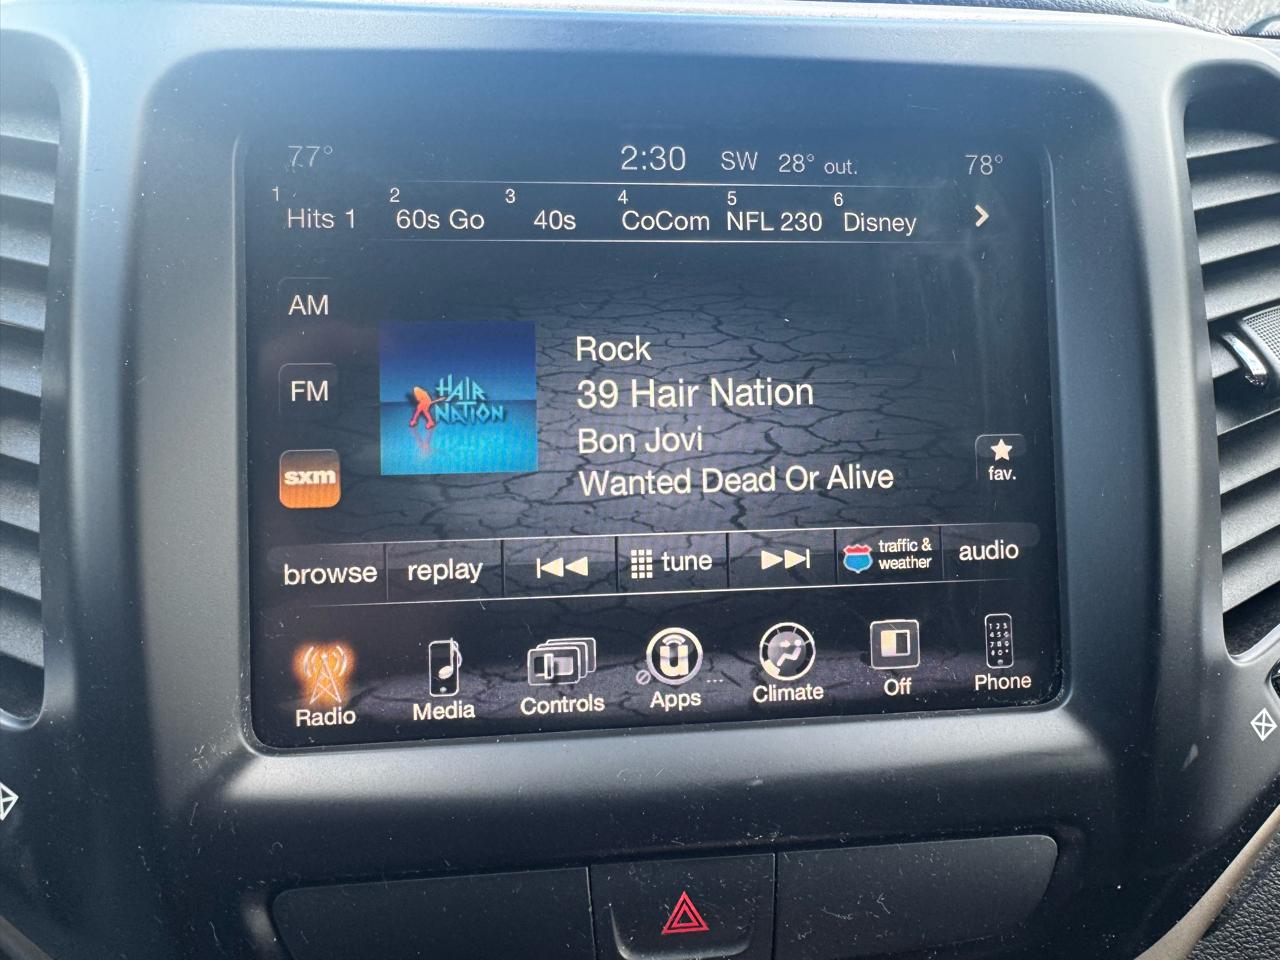 77° 2:30 SW 28° out. 78°
1 2 3 4 5 6
Hits 1 60s Go 40s CoCom NFL 230 Disney
AM
FM
sxm
HAIR
NATION
Rock
39 Hair Nation
Bon Jovi
Wanted Dead Or Alive
fav.
browse replay tune traffic &
weather audio
Radio Media Controls Apps Climate Off Phone